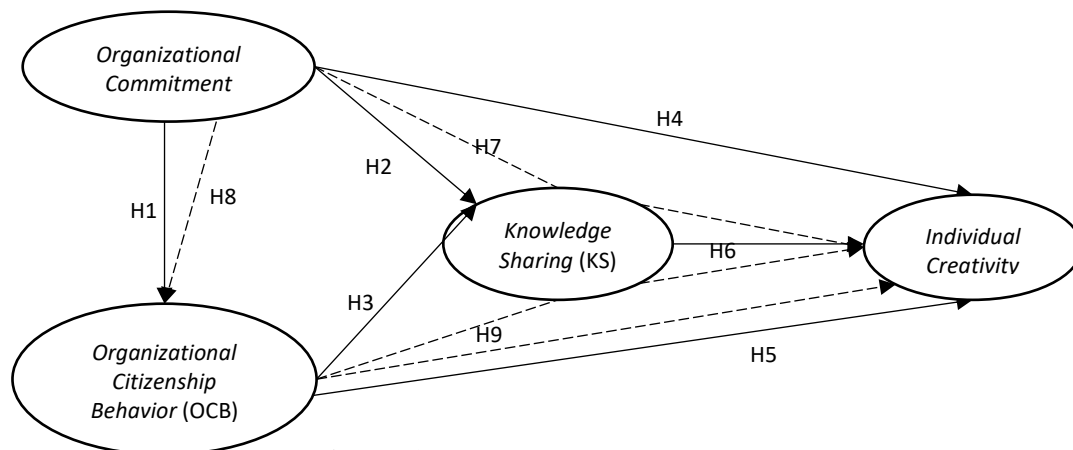 Organizational
Commitment
H4
H7
H2
H1
H8
Knowledge
Sharing (KS)
H6
Individual
Creativity
H3
H9
H5
Organizational
Citizenship
Behavior (OCB)